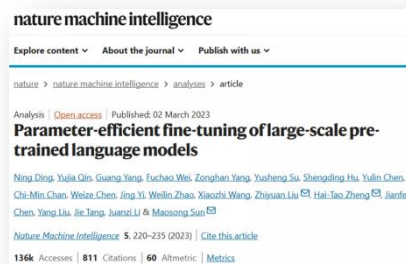 nature machine intelligence
Explore content About the journal Publish with us
nature > nature machine intelligence > analyses > article
Analysis | Open access | Published: 02 March 2023
Parameter-efficient fine-tuning of large-scale pre-
trained language models
Ning Ding, Yujia Qin, Guang Yang, Fuchao Wei, Zonghan Yang, Yusheng Su, Shengding Hu, Yulin Chen,
Chi-Min Chan, Weize Chen, Jing Yi, Weilin Zhao, Xiaozhi Wang, Zhiyuan Liu, Hai-Tao Zheng, Jianfe
Chen, Yang Liu, Jie Tang, Juanzi Li & Maosong Sun
Nature Machine Intelligence 5, 220–235 (2023) | Cite this article
136k Accesses | 811 Citations | 60 Altmetric | Metrics